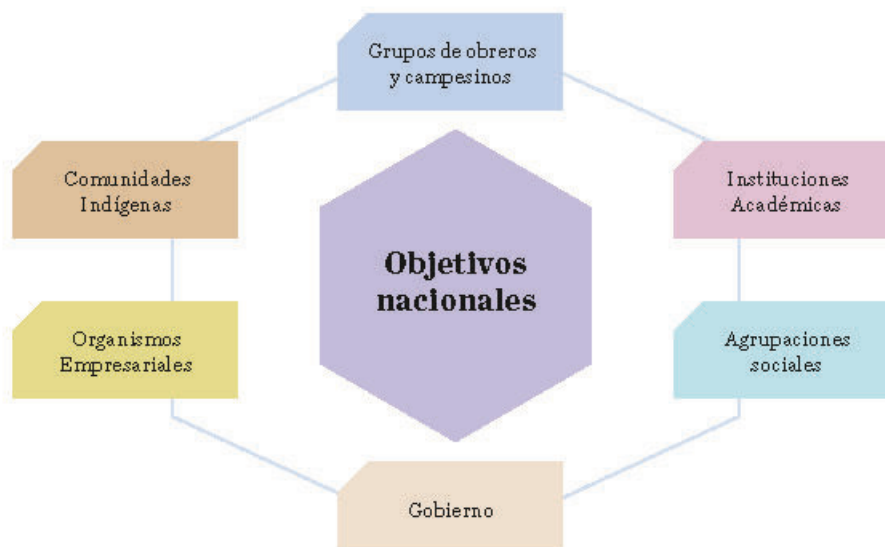 Grupos de obreros
y campesinos
Comunidades
Indígenas
Instituciones
Académicas
Objetivos
nacionales
Organismos
Empresariales
Agrupaciones
sociales
Gobierno